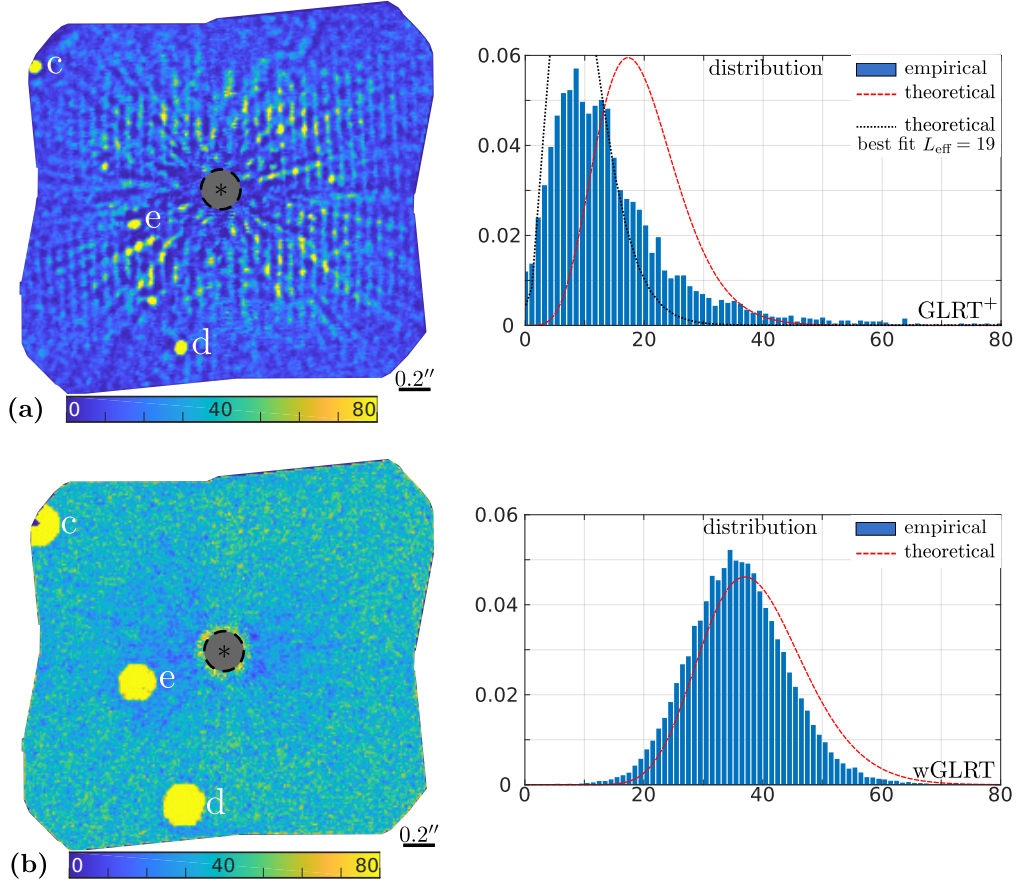 (a)
c
*
e
d
0.2″
0 40 80
distribution
empirical
theoretical
theoretical
best fit L_eff = 19
0.06
0.04
0.02
0
0 20 40 60 80
GLRT⁺
(b)
c
*
e
d
0.2″
0 40 80
distribution
empirical
theoretical
0.06
0.04
0.02
0
0 20 40 60 80
wGLRT